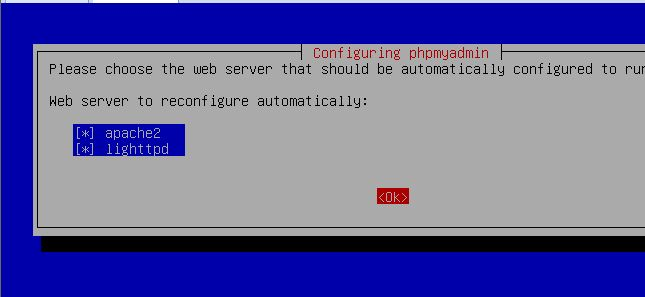 Configuring phpmyadmin
Please choose the web server that should be automatically configured to run
Web server to reconfigure automatically:
[*] apache2
[*] lighttpd
<Ok>